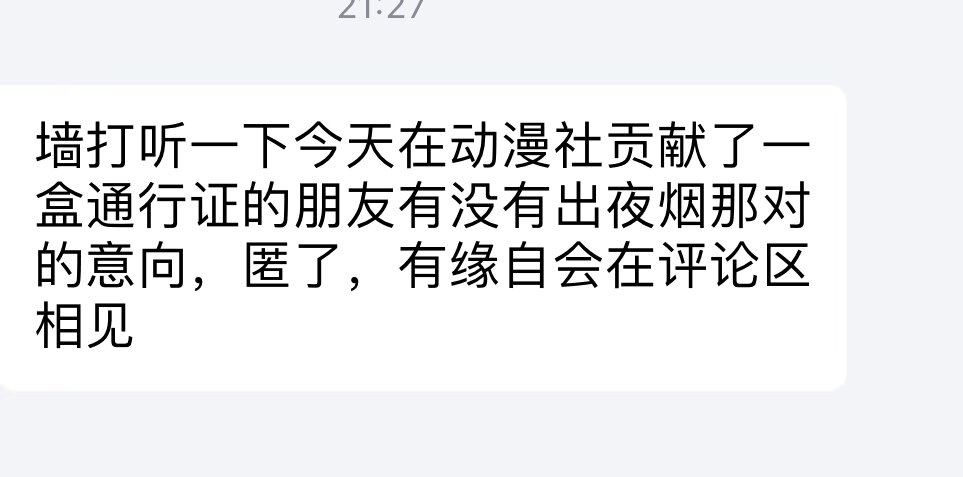 21:27
墙打听一下今天在动漫社贡献了一
盒通行证的朋友有没有出夜烟那对
的意向，匿了，有缘自会在评论区
相见